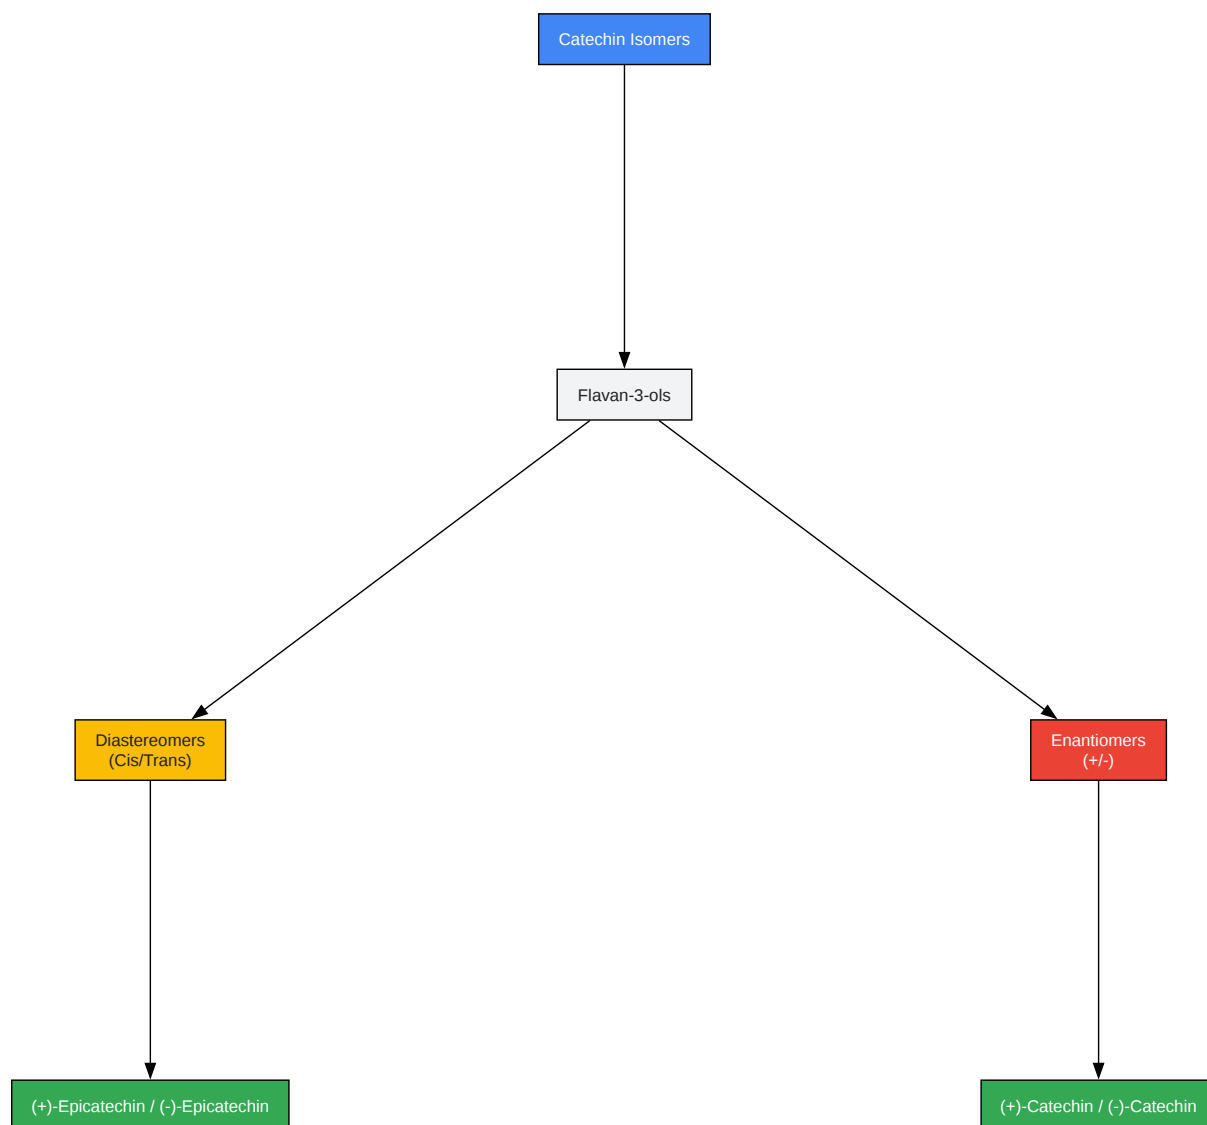 Catechin Isomers
Flavan-3-ols
Diastereomers
(Cis/Trans)
Enantiomers
(+/-)
(+)-Epicatechin / (-)-Epicatechin
(+)-Catechin / (-)-Catechin